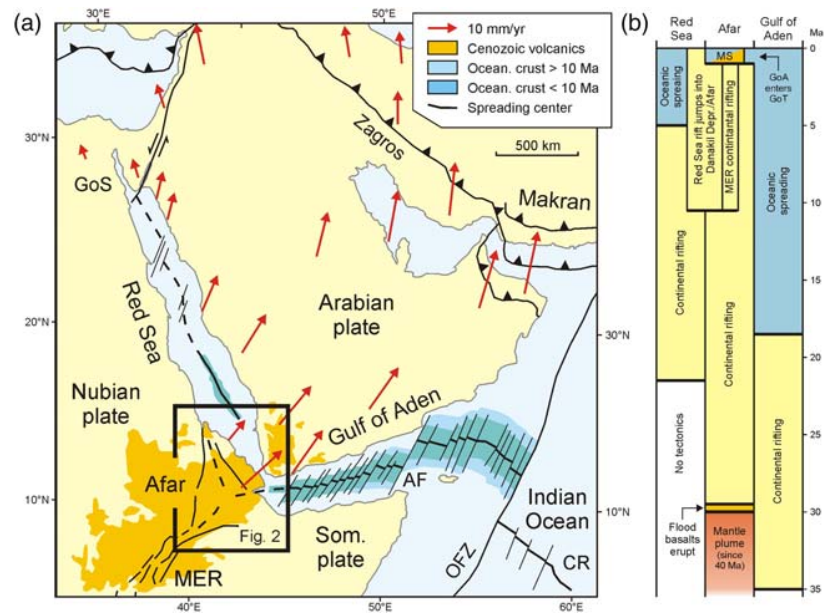 (a)
30°E
50°E
10 mm/yr
Cenozoic volcanics
Ocean. crust > 10 Ma
Ocean. crust < 10 Ma
Spreading center
500 km
Zagros
Makran
30°N
GoS
Red Sea
Arabian
plate
20°N
30°N
Nubian
plate
Gulf of Aden
Afar
AF
Indian
Ocean
10°N
10°N
Fig. 2
Som.
plate
MER
OFZ
CR
40°E
50°E
60°E
(b)
Red
Sea
Afar
Gulf of
Aden
Ma
0
MS
GoA
enters
GoT
Oceanic
spreaing
Red Sea rift jumps into
Danakil Depr./Afar
MER contintantal rifting
5
Oceanic
spreading
10
Continental rifting
Continental rifting
15
20
No tectonics
Continental rifting
25
Flood
basalts
erupt
30
Mantle
plume
(since
40 Ma)
35